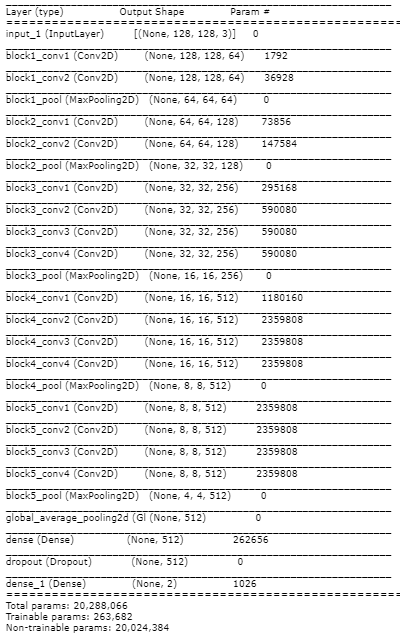 Layer (type) Output Shape Param #
input_1 (InputLayer) [(None, 128, 128, 3)] 0
block1_conv1 (Conv2D) (None, 128, 128, 64) 1792
block1_conv2 (Conv2D) (None, 128, 128, 64) 36928
block1_pool (MaxPooling2D) (None, 64, 64, 64) 0
block2_conv1 (Conv2D) (None, 64, 64, 128) 73856
block2_conv2 (Conv2D) (None, 64, 64, 128) 147584
block2_pool (MaxPooling2D) (None, 32, 32, 128) 0
block3_conv1 (Conv2D) (None, 32, 32, 256) 295168
block3_conv2 (Conv2D) (None, 32, 32, 256) 590080
block3_conv3 (Conv2D) (None, 32, 32, 256) 590080
block3_conv4 (Conv2D) (None, 32, 32, 256) 590080
block3_pool (MaxPooling2D) (None, 16, 16, 256) 0
block4_conv1 (Conv2D) (None, 16, 16, 512) 1180160
block4_conv2 (Conv2D) (None, 16, 16, 512) 2359808
block4_conv3 (Conv2D) (None, 16, 16, 512) 2359808
block4_conv4 (Conv2D) (None, 16, 16, 512) 2359808
block4_pool (MaxPooling2D) (None, 8, 8, 512) 0
block5_conv1 (Conv2D) (None, 8, 8, 512) 2359808
block5_conv2 (Conv2D) (None, 8, 8, 512) 2359808
block5_conv3 (Conv2D) (None, 8, 8, 512) 2359808
block5_conv4 (Conv2D) (None, 8, 8, 512) 2359808
block5_pool (MaxPooling2D) (None, 4, 4, 512) 0
global_average_pooling2d (Gl (None, 512) 0
dense (Dense) (None, 512) 262656
dropout (Dropout) (None, 512) 0
dense_1 (Dense) (None, 2) 1026
Total params: 20,288,066
Trainable params: 263,682
Non-trainable params: 20,024,384